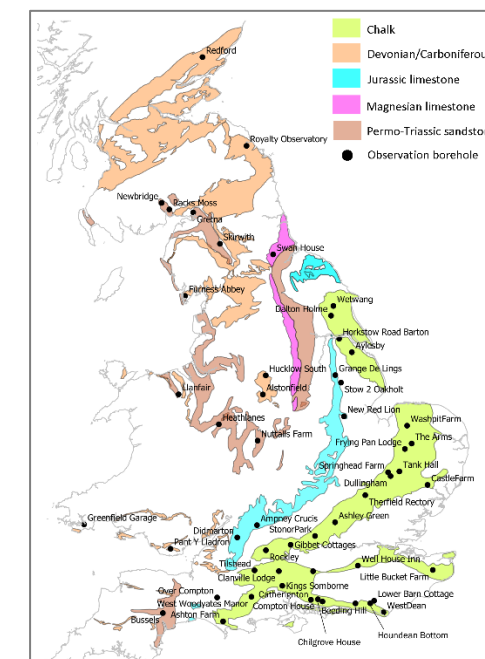 Chalk
Devonian/Carboniferou
Jurassic limestone
Magnesian limestone
Permo-Triassic sandston
Observation borehole
Redford
Royalty Observatory
Newbridge
Racks Moss
Gretna
Skirwith
Swan House
Furness Abbey
Wetwang
Dalton Holme
Horkstow Road Barton
Aylesby
Hucklow South
Grange De Lings
Llanfair
Alstonfield
Stow 2 Oakholt
New Red Lion
Heathlanes
WashpitFarm
Nuttalls Farm
Frying Pan Lodge
The Arms
Springhead Farm
Tank Hall
Dullingham
CastleFarm
Therfield Rectory
Greenfield Garage
Ampney Crucis
Ashley Green
Didmarton
StonorPark
Pant Y Lladron
Gibbet Cottages
Rockley
Well House Inn
Tilshead
Clanville Lodge
Little Bucket Farm
Kings Somborne
Over Compton
Catherington
Lower Barn Cottage
West Woodyates Manor
Compton House
WestDean
Ashton Farm
Bussels
Chilgrove House
Houndean Bottom